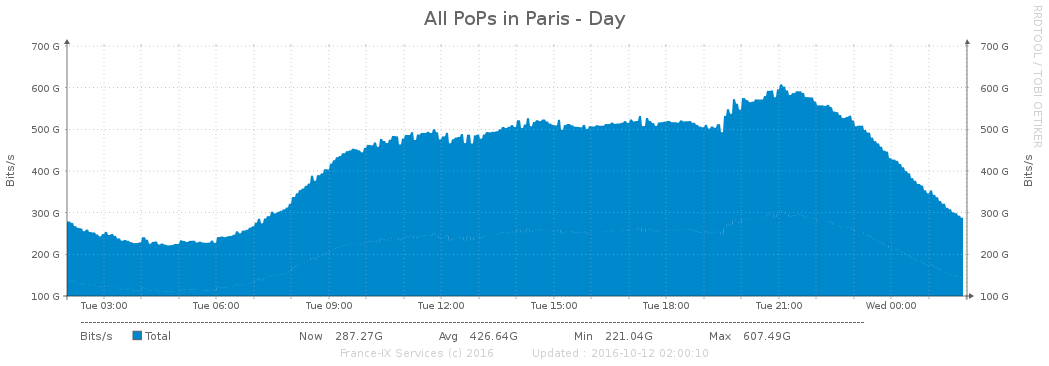 All PoPs in Paris - Day
RRDTOOL / TOBI OETIKER
700 G 700 G
600 G 600 G
500 G 500 G
400 G 400 G
300 G 300 G
200 G 200 G
100 G 100 G
Bits/s
Bits/s
Tue 03:00 Tue 06:00 Tue 09:00 Tue 12:00 Tue 15:00 Tue 18:00 Tue 21:00 Wed 00:00
Bits/s Total Now 287.27G Avg 426.64G Min 221.04G Max 607.49G
France-IX Services (c) 2016 Updated : 2016-10-12 02:00:10